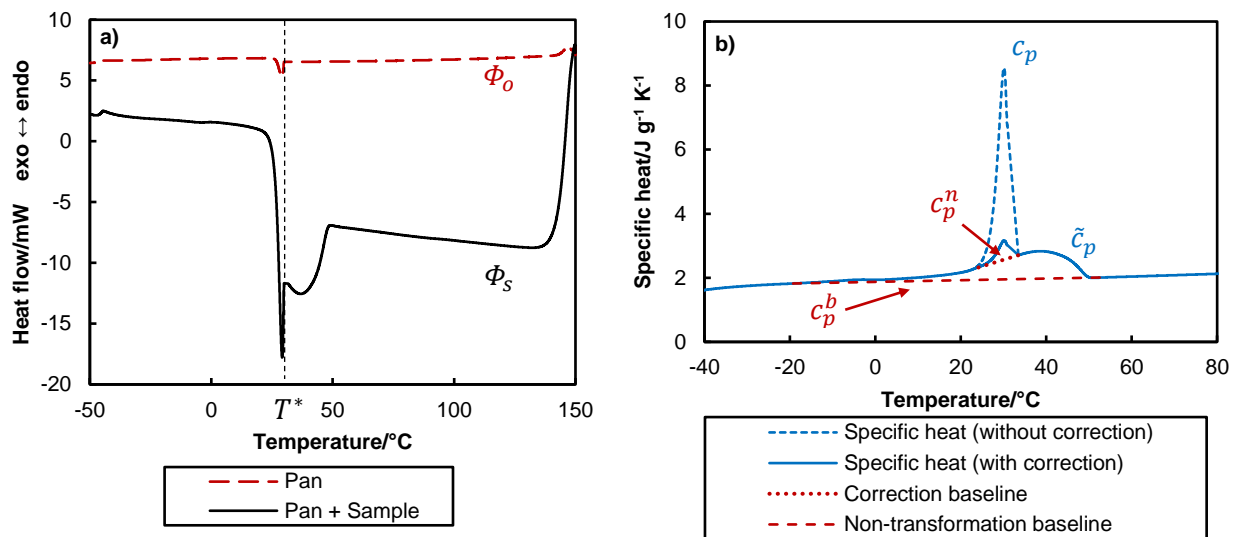 a)
Heat flow/mW exo ↔ endo
10
5
0
-5
-10
-15
-20
Φo
Φs
-50
0
T*
50
100
150
Temperature/°C
Pan
Pan + Sample
b)
Specific heat/J g-1 K-1
10
8
6
4
2
0
cp
cpn
c̃p
cpb
-40
-20
0
20
40
60
80
Temperature/°C
Specific heat (without correction)
Specific heat (with correction)
Correction baseline
Non-transformation baseline